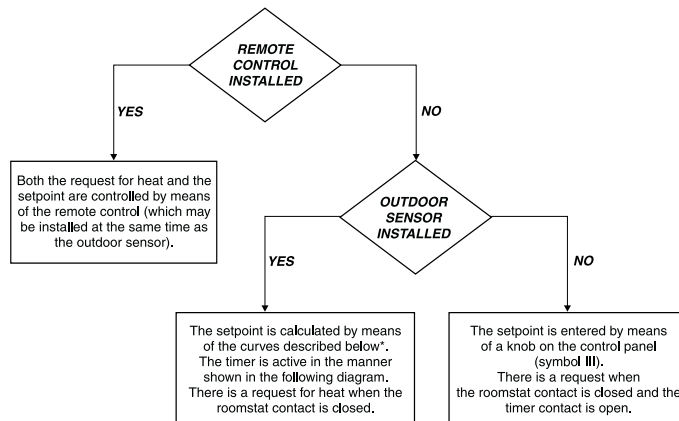 REMOTE
CONTROL
INSTALLED
YES
NO
Both the request for heat and the
setpoint are controlled by means
of the remote control (which may
be installed at the same time as
the outdoor sensor).
OUTDOOR
SENSOR
INSTALLED
YES
NO
The setpoint is calculated by means
of the curves described below*.
The timer is active in the manner
shown in the following diagram.
There is a request for heat when the
roomstat contact is closed.
The setpoint is entered by means
of a knob on the control panel
(symbol III).
There is a request when
the roomstat contact is closed and the
timer contact is open.